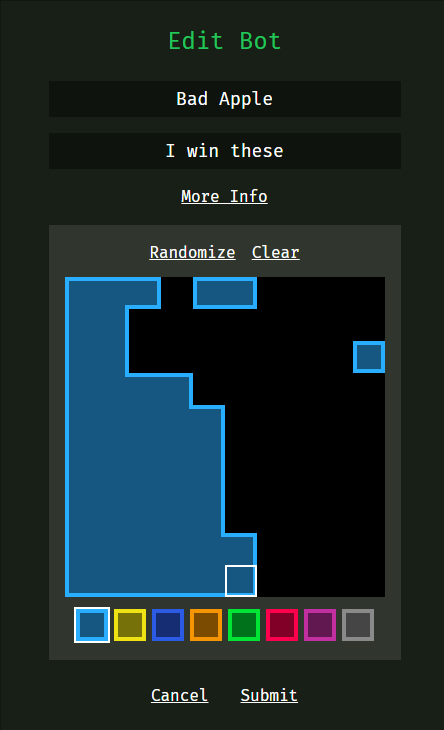 Edit Bot
Bad Apple
I win these
More Info
Randomize Clear
Cancel Submit